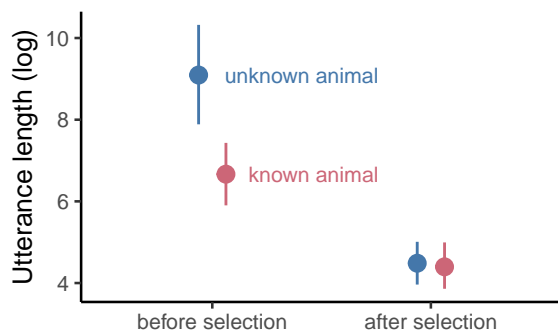 Utterance length (log)
10
8
6
4
unknown animal
known animal
before selection
after selection